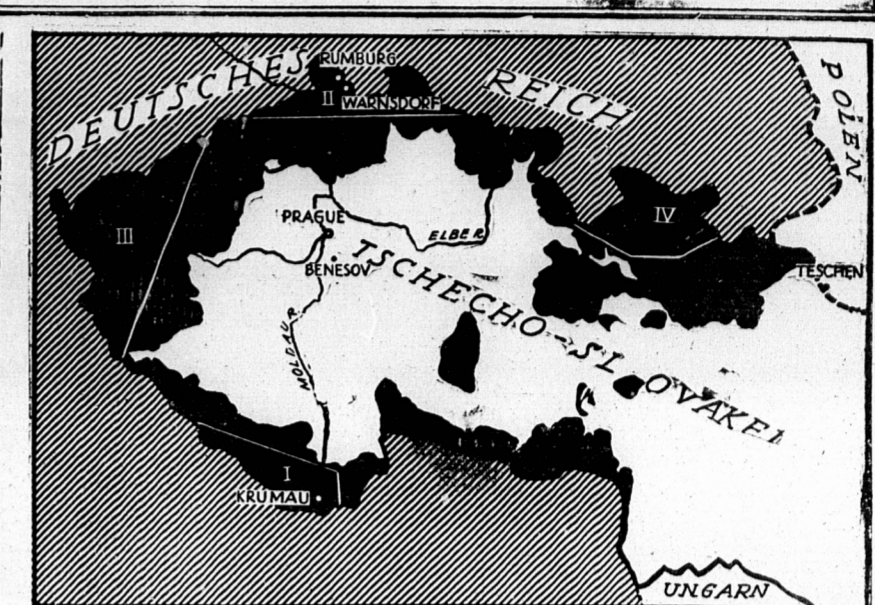 DEUTSCHES REICH
POLEN
RUMBURG
II
WARNSDORF
III
IV
PRAGUE
ELBE R.
BENESOV
TESCHEN
TSCHECHO-SLOVAKEI
MOLDAU R.
I
KRUMAU
UNGARN